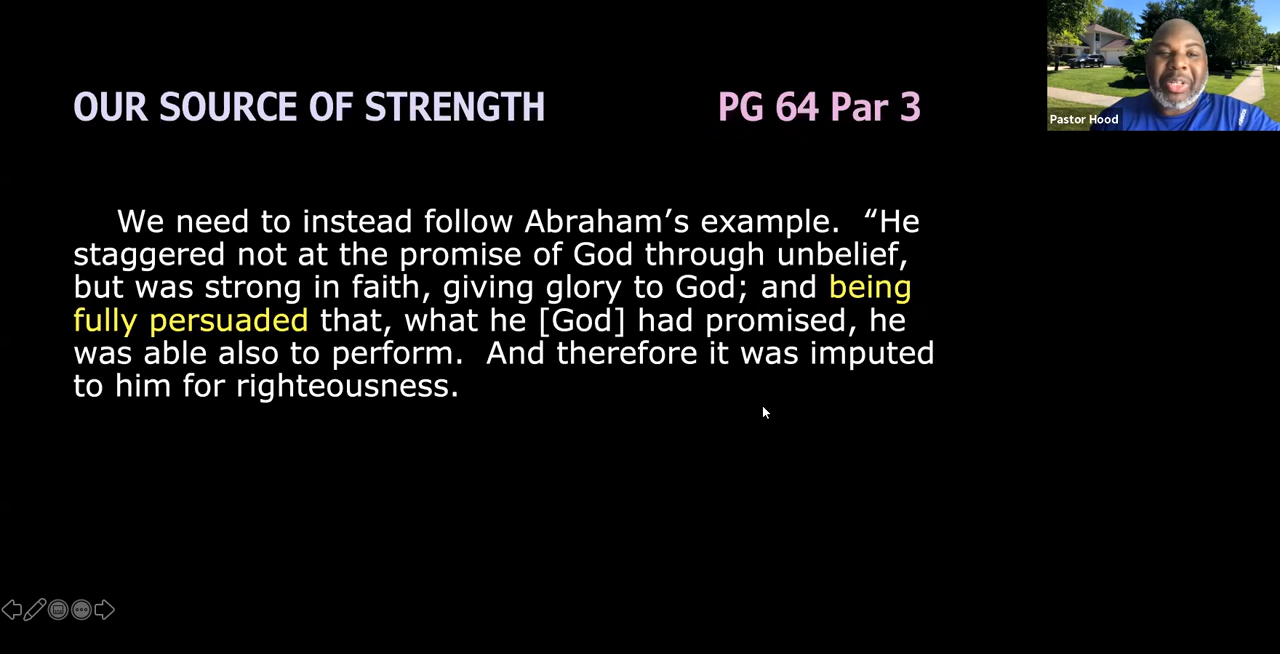 OUR SOURCE OF STRENGTH PG 64 Par 3
Pastor Hood
We need to instead follow Abraham’s example. “He
staggered not at the promise of God through unbelief,
but was strong in faith, giving glory to God; and being
fully persuaded that, what he [God] had promised, he
was able also to perform. And therefore it was imputed
to him for righteousness.